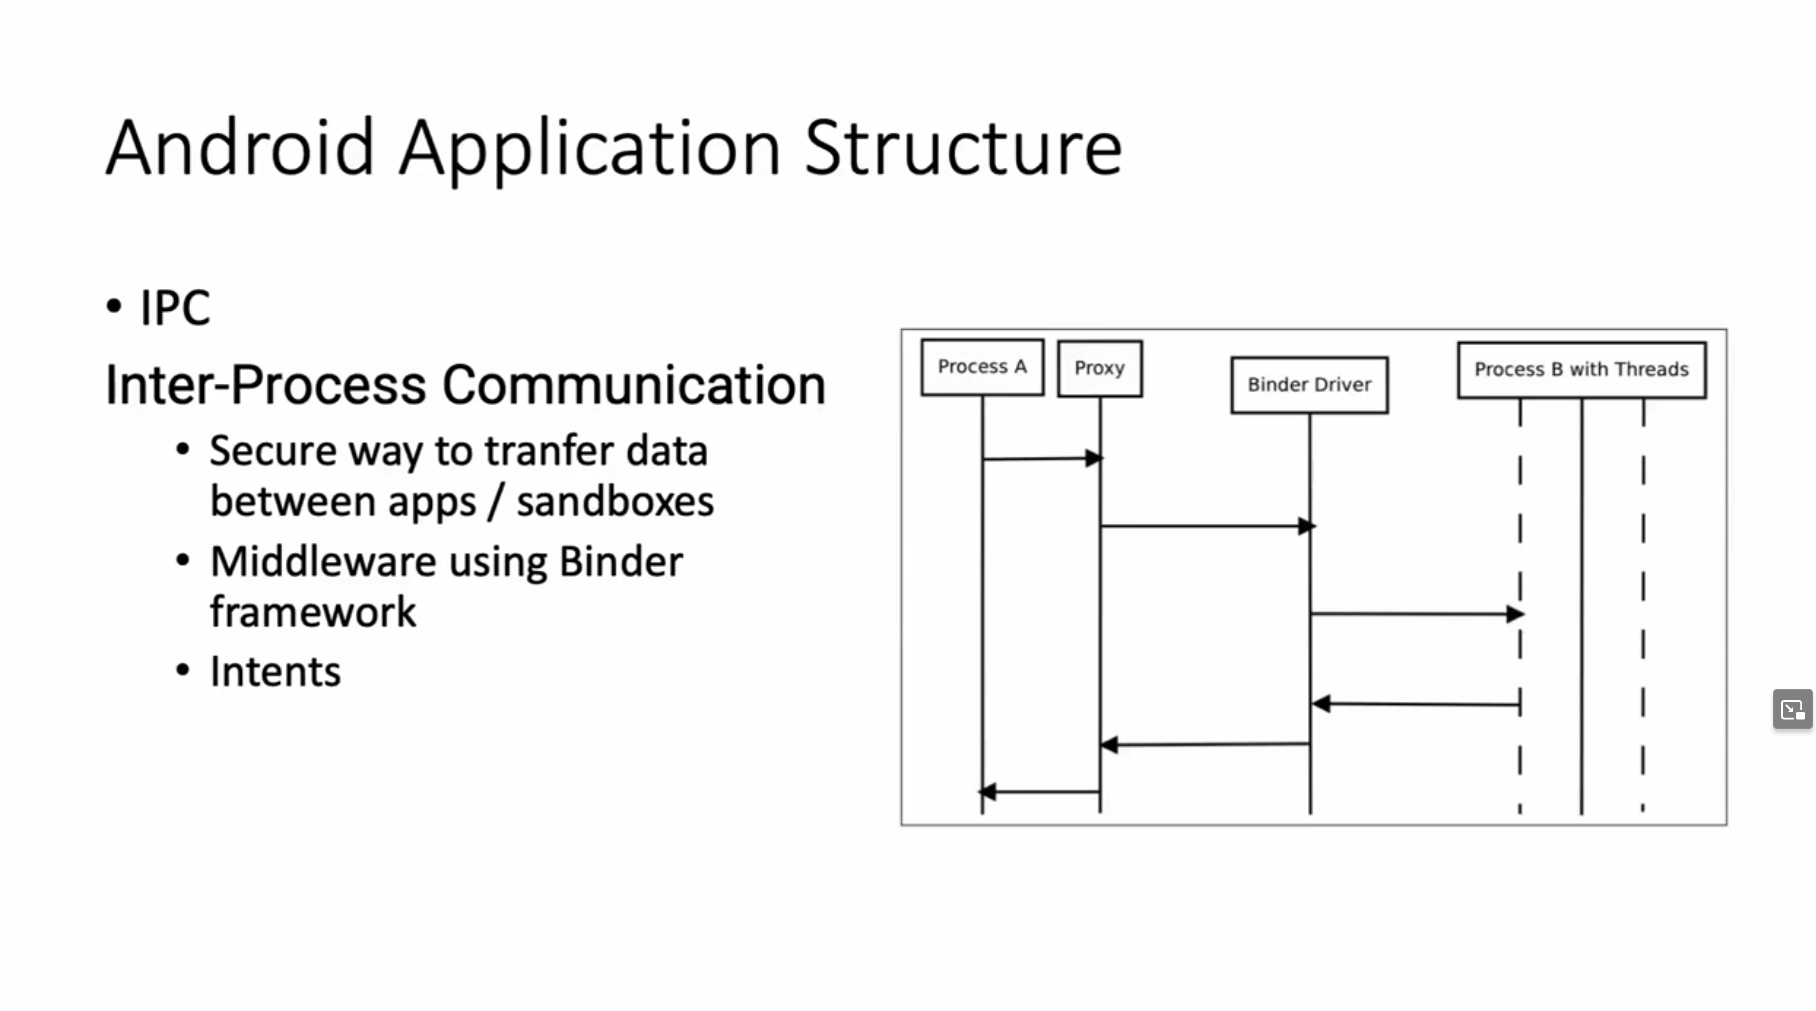 Android Application Structure
• IPC
Inter-Process Communication
• Secure way to tranfer data
between apps / sandboxes
• Middleware using Binder
framework
• Intents
Process A
Proxy
Binder Driver
Process B with Threads